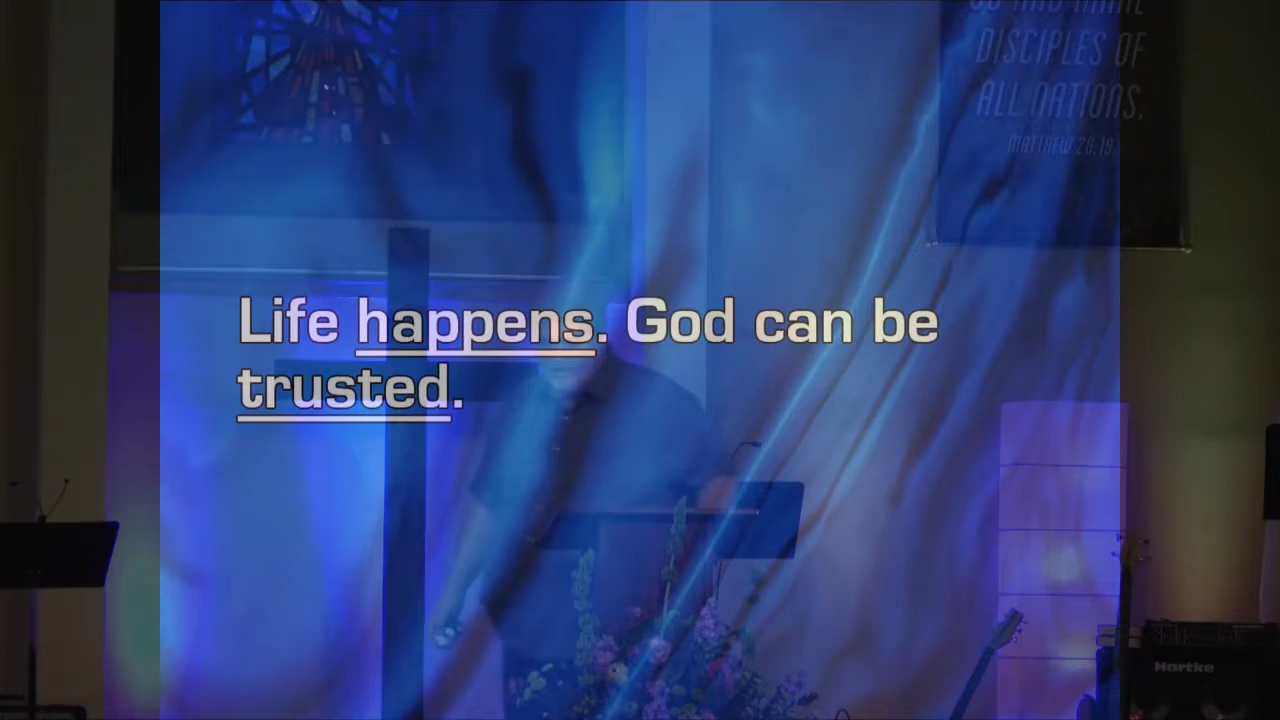 DISCIPLES OF
ALL NATIONS.
MATTHEW 28:19
Life happens. God can be
trusted.
Hartke